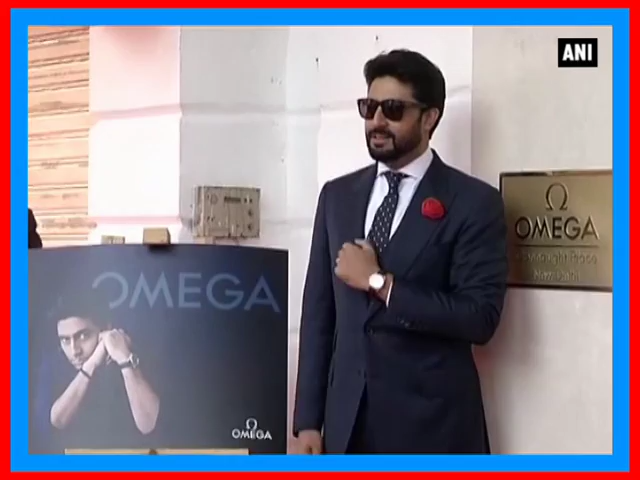 ANI
Ω
OMEGA
Connaught Place
New Delhi
OMEGA
Ω
OMEGA